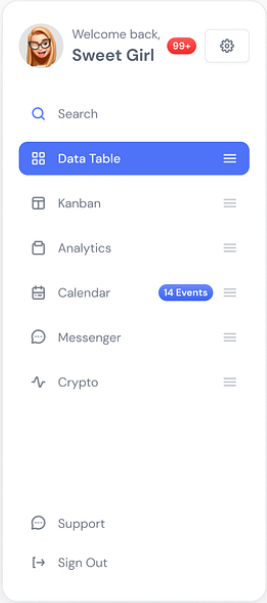 Welcome back,
Sweet Girl
99+
Search
Data Table
Kanban
Analytics
Calendar
14 Events
Messenger
Crypto
Support
Sign Out